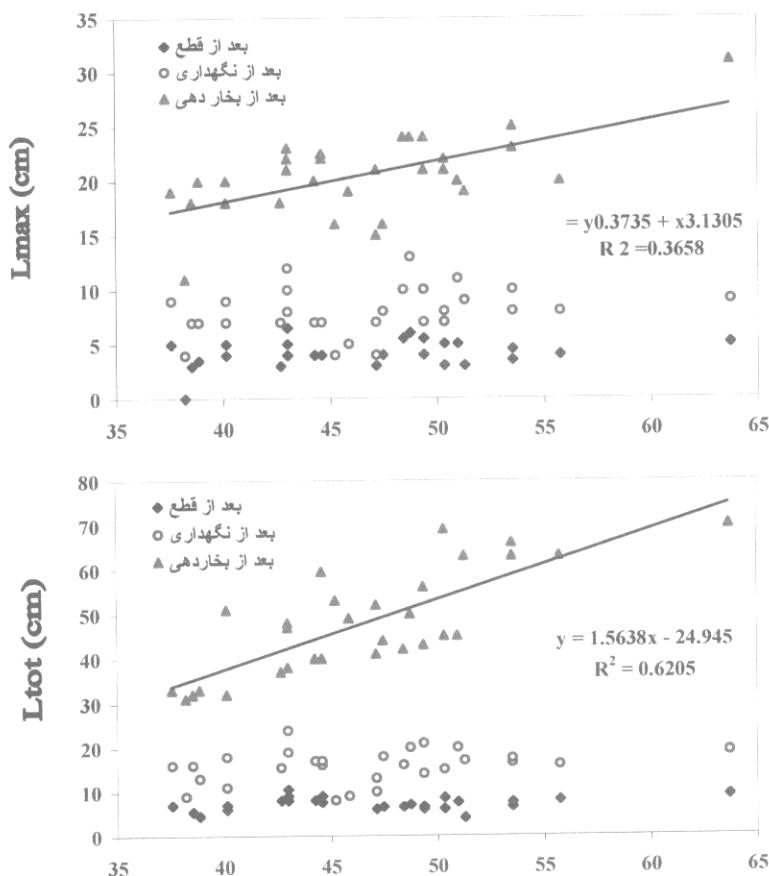 35
30
25
20
15
10
5
0
Lmax (cm)
بعد از قطع
بعد از نگهداری
بعد از بخار دهی
= y0.3735 + x3.1305
R 2 =0.3658
35 40 45 50 55 60 65
80
70
60
50
40
30
20
10
0
Ltot (cm)
بعد از قطع
بعد از نگهداری
بعد از بخاردهی
y = 1.5638x - 24.945
R² = 0.6205
35 40 45 50 55 60 65